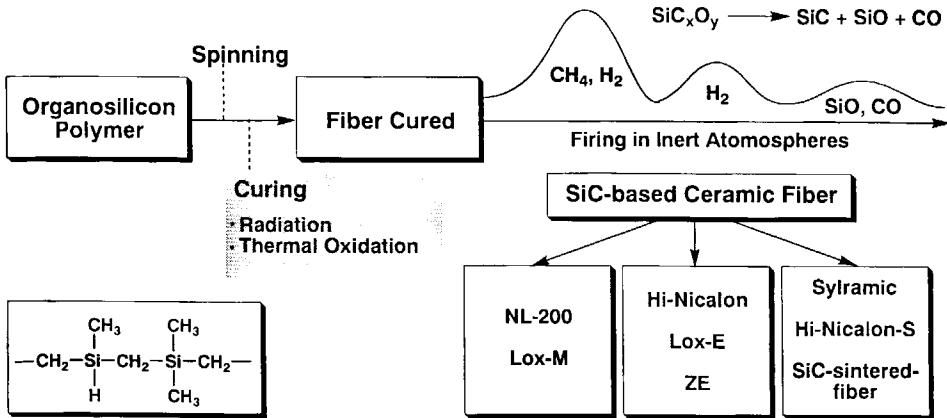 SiCxOy → SiC + SiO + CO
Spinning
CH4, H2
H2
SiO, CO
Organosilicon
Polymer
Fiber Cured
Firing in Inert Atomospheres
Curing
· Radiation
· Thermal Oxidation
SiC-based Ceramic Fiber
NL-200
Lox-M
Hi-Nicalon
Lox-E
ZE
Sylramic
Hi-Nicalon-S
SiC-sintered-
fiber
CH3 CH3
—CH2—Si—CH2—Si—CH2—
H CH3